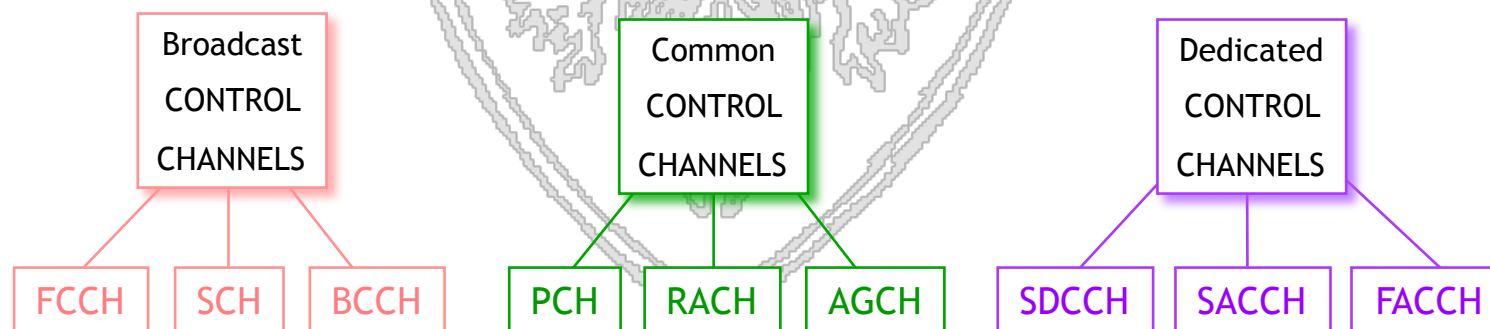 Broadcast
CONTROL
CHANNELS
Common
CONTROL
CHANNELS
Dedicated
CONTROL
CHANNELS
FCCH
SCH
BCCH
PCH
RACH
AGCH
SDCCH
SACCH
FACCH